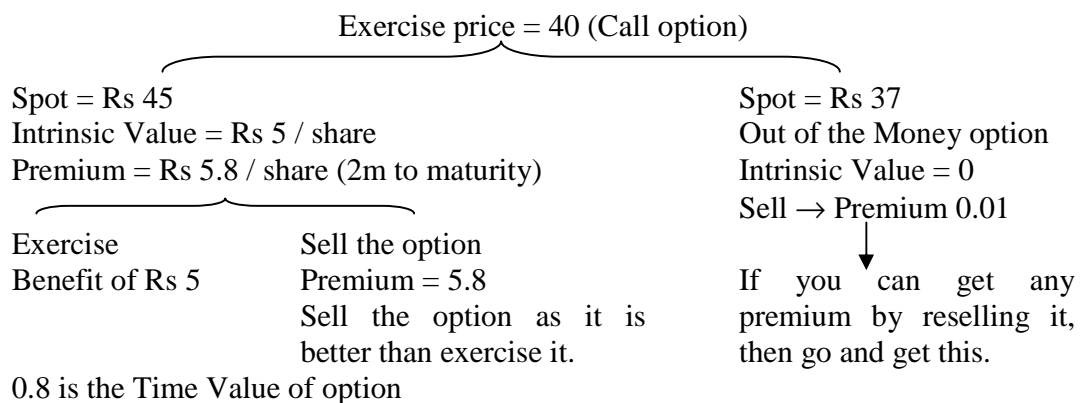 Exercise price = 40 (Call option)
Spot = Rs 45
Intrinsic Value = Rs 5 / share
Premium = Rs 5.8 / share (2m to maturity)
Exercise
Benefit of Rs 5
Sell the option
Premium = 5.8
Sell the option as it is
better than exercise it.
0.8 is the Time Value of option
Spot = Rs 37
Out of the Money option
Intrinsic Value = 0
Sell → Premium 0.01
If you can get any
premium by reselling it,
then go and get this.